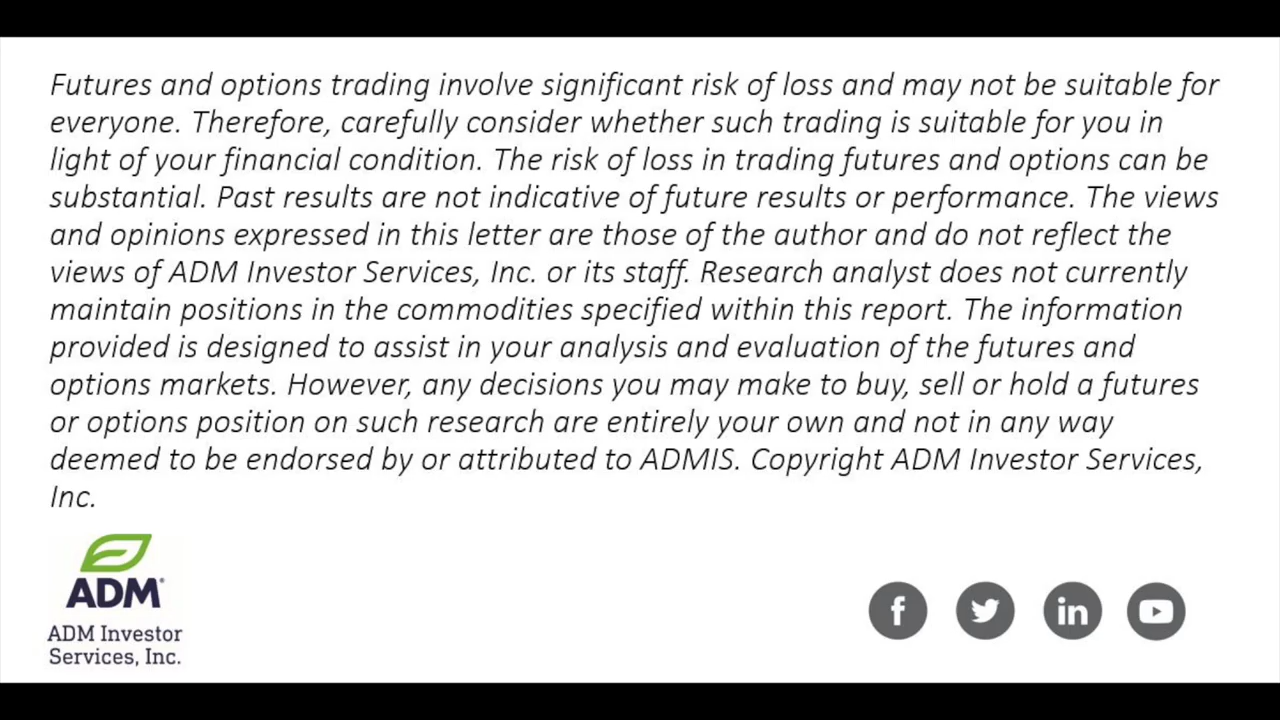 Futures and options trading involve significant risk of loss and may not be suitable for
everyone. Therefore, carefully consider whether such trading is suitable for you in
light of your financial condition. The risk of loss in trading futures and options can be
substantial. Past results are not indicative of future results or performance. The views
and opinions expressed in this letter are those of the author and do not reflect the
views of ADM Investor Services, Inc. or its staff. Research analyst does not currently
maintain positions in the commodities specified within this report. The information
provided is designed to assist in your analysis and evaluation of the futures and
options markets. However, any decisions you may make to buy, sell or hold a futures
or options position on such research are entirely your own and not in any way
deemed to be endorsed by or attributed to ADMIS. Copyright ADM Investor Services,
Inc.
ADM®
ADM Investor
Services, Inc.
f
in